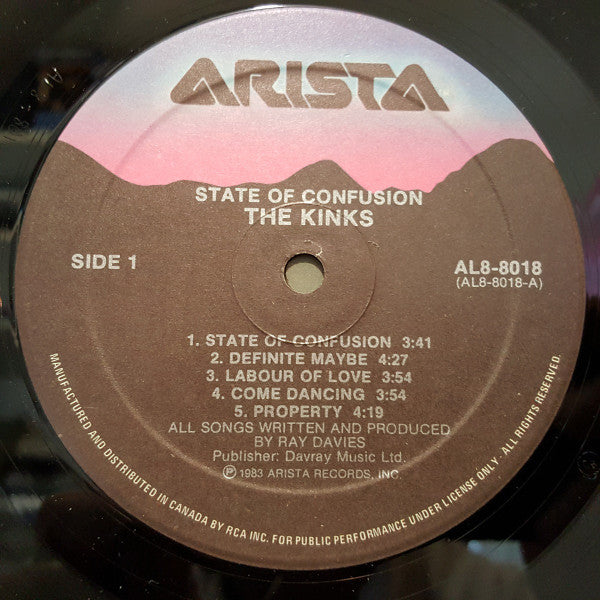 ARISTA
STATE OF CONFUSION
THE KINKS
SIDE 1
AL8-8018
(AL8-8018-A)
1. STATE OF CONFUSION 3:41
2. DEFINITE MAYBE 4:27
3. LABOUR OF LOVE 3:54
4. COME DANCING 3:54
5. PROPERTY 4:19
ALL SONGS WRITTEN AND PRODUCED
BY RAY DAVIES
Publisher: Davray Music Ltd.
Ⓟ 1983 ARISTA RECORDS, INC.
MANUFACTURED AND DISTRIBUTED IN CANADA BY RCA INC. FOR PUBLIC PERFORMANCE UNDER LICENSE ONLY - ALL RIGHTS RESERVED.